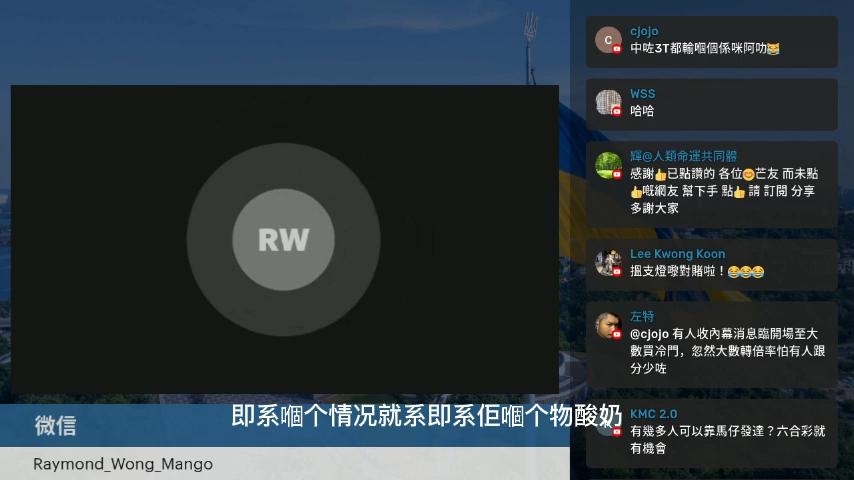 cjojo
C
中咗3T都輸嗰個係咪阿叻😹
WSS
哈哈
輝@人類命運共同體
感謝👍已點讚的 各位😊芒友 而未點
👍嘅網友 幫下手 點👍 請 訂閱 分享
多謝大家
RW
Lee Kwong Koon
搵支燈嚟對賭啦！😂😂😂
左特
@cjojo 有人收內幕消息臨開場至大
數買冷門，忽然大數轉倍率怕有人跟
分少咗
即系嗰个情况就系即系佢嗰个物酸奶
微信
KMC 2.0
有幾多人可以靠馬仔發達？六合彩就
有機會
Raymond_Wong_Mango